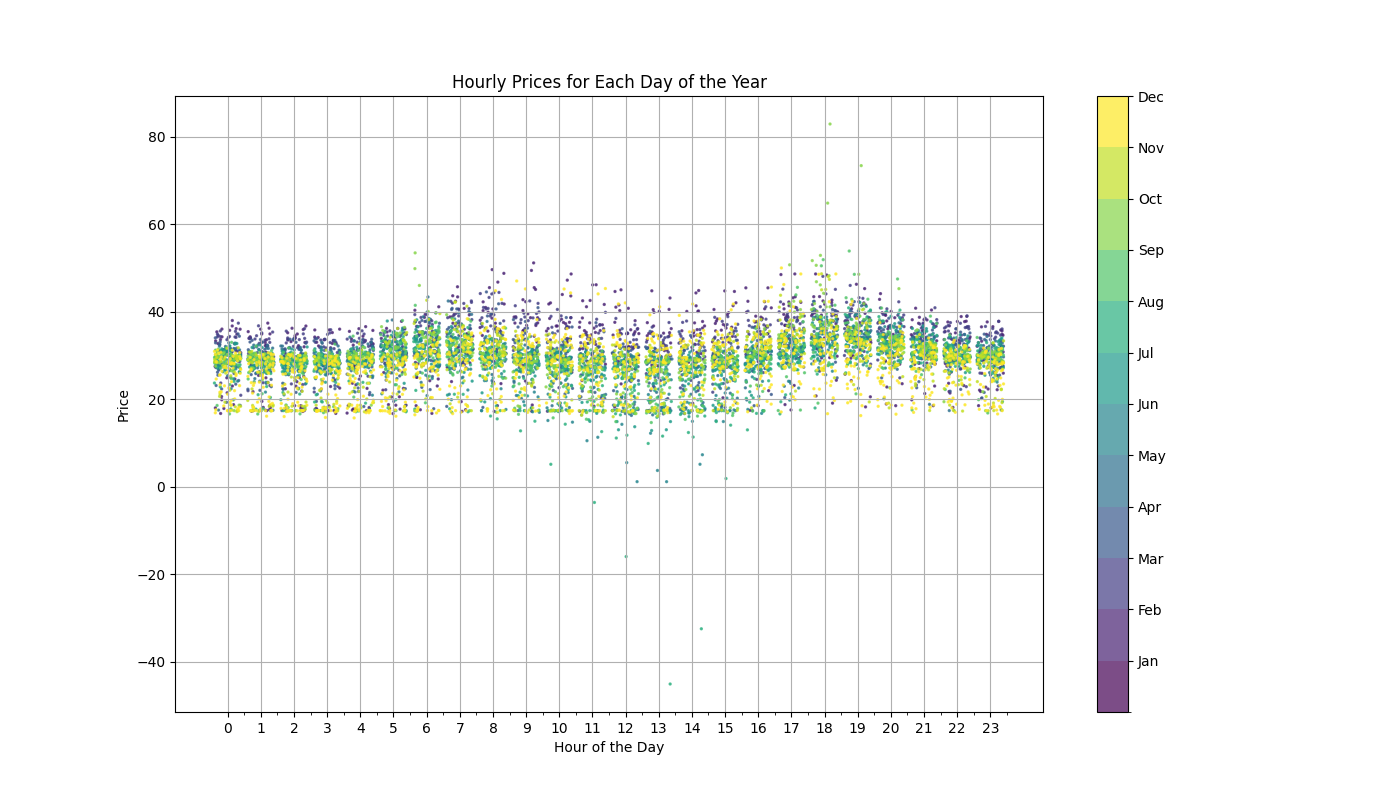 Hourly Prices for Each Day of the Year
80
60
40
20
0
−20
−40
Price
0 1 2 3 4 5 6 7 8 9 10 11 12 13 14 15 16 17 18 19 20 21 22 23
Hour of the Day
Dec
Nov
Oct
Sep
Aug
Jul
Jun
May
Apr
Mar
Feb
Jan